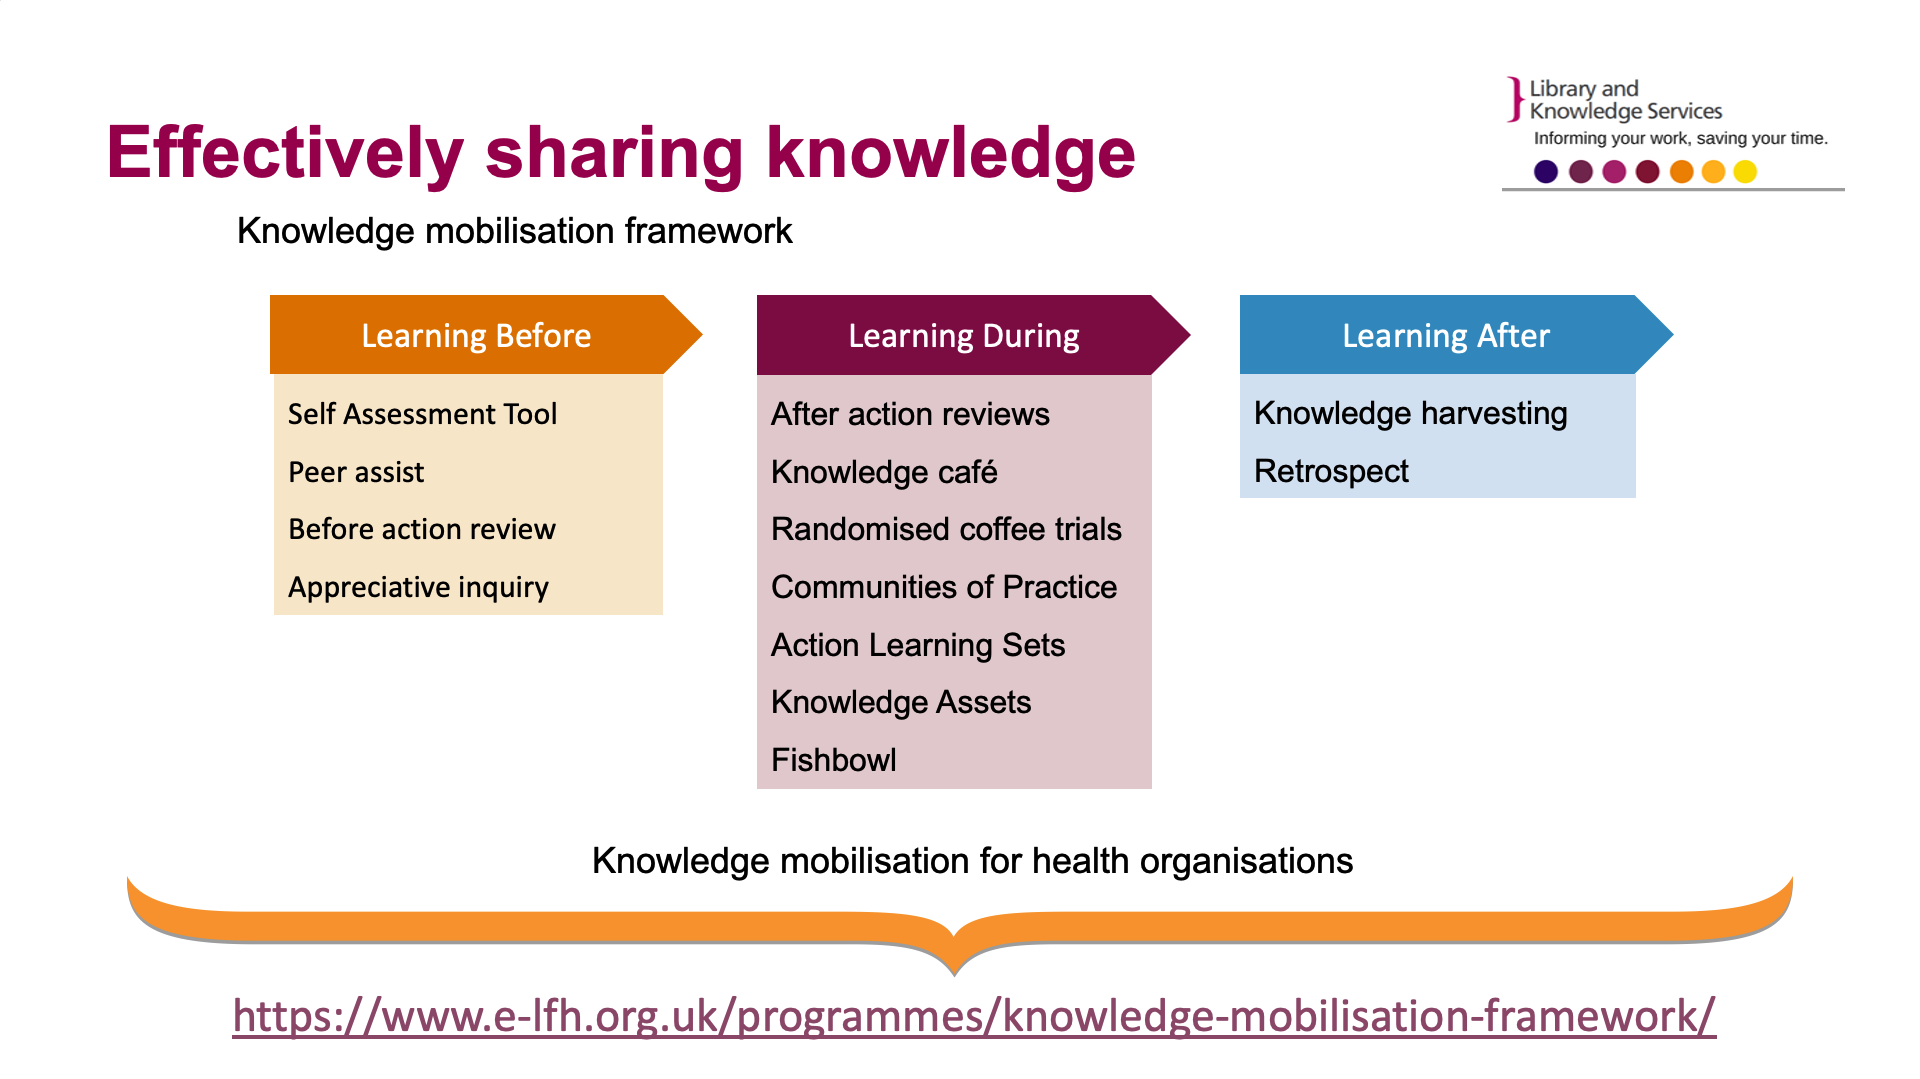 Library and
Knowledge Services
Informing your work, saving your time.
Effectively sharing knowledge
Knowledge mobilisation framework
Learning Before
Self Assessment Tool
Peer assist
Before action review
Appreciative inquiry
Learning During
After action reviews
Knowledge café
Randomised coffee trials
Communities of Practice
Action Learning Sets
Knowledge Assets
Fishbowl
Learning After
Knowledge harvesting
Retrospect
Knowledge mobilisation for health organisations
https://www.e-lfh.org.uk/programmes/knowledge-mobilisation-framework/